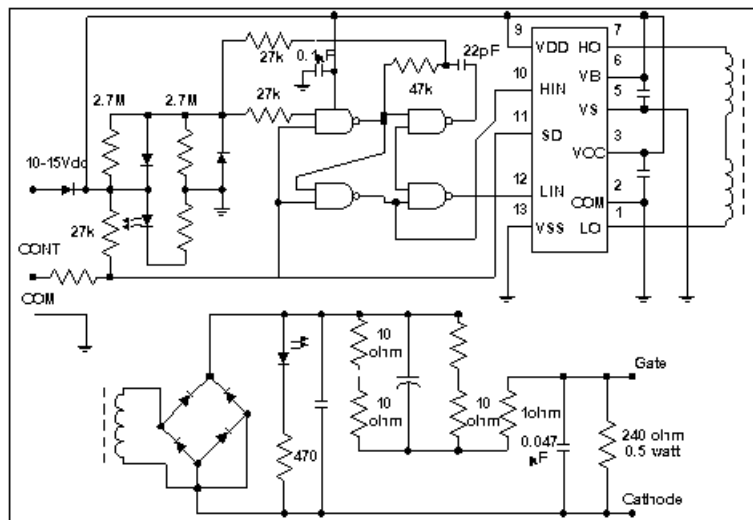 9
7
27k
0.1µF
22pF
VDD
HO
6
10
VB
2.7M
2.7M
27k
47k
HIN
5
11
VS
SD
3
10-15Vdc
VCC
12
2
LIN
COM
27k
13
1
VSS
LO
CONT
COM
10
ohm
Gate
10
ohm
10
ohm
1ohm
470
0.047
µF
240 ohm
0.5 watt
Cathode